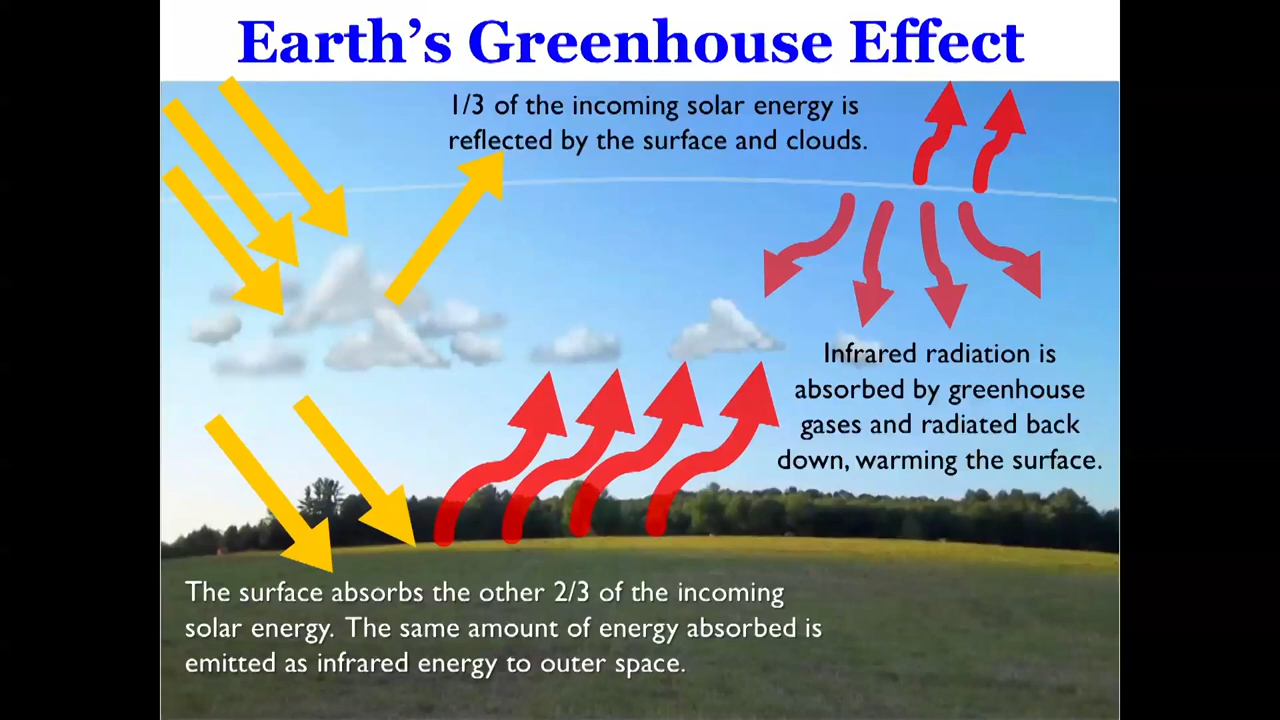 Earth's Greenhouse Effect
1/3 of the incoming solar energy is
reflected by the surface and clouds.
Infrared radiation is
absorbed by greenhouse
gases and radiated back
down, warming the surface.
The surface absorbs the other 2/3 of the incoming
solar energy. The same amount of energy absorbed is
emitted as infrared energy to outer space.